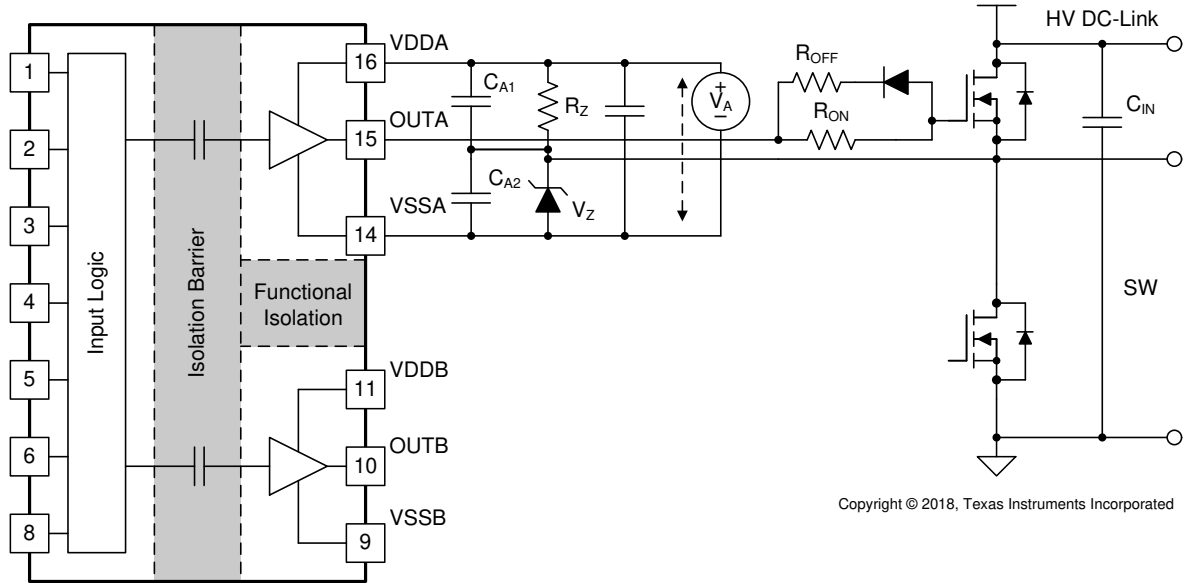 HV DC-Link
VDDA
1
16
R_OFF
C_A1
+
V_A
R_Z
R_ON
C_IN
OUTA
2
15
C_A2
VSSA
V_Z
3
14
Input Logic
Isolation Barrier
Functional
Isolation
4
SW
VDDB
5
11
OUTB
6
10
Copyright © 2018, Texas Instruments Incorporated
VSSB
8
9